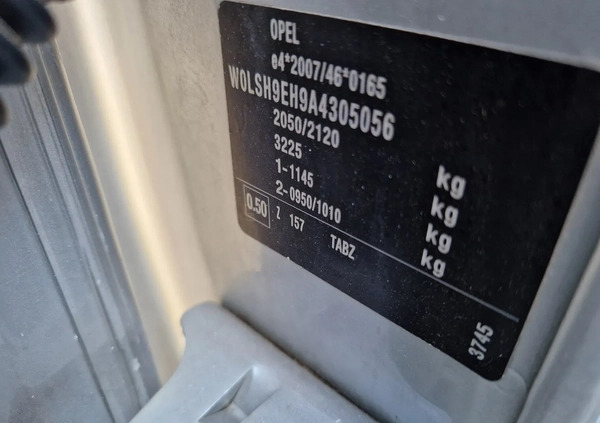 OPEL
e4*2007/46*0165
W0LSH9EH9A4305056
2050/2120 kg
3225 kg
1-1145 kg
2-0950/1010 kg
0.50 Z 157 TABZ
3745